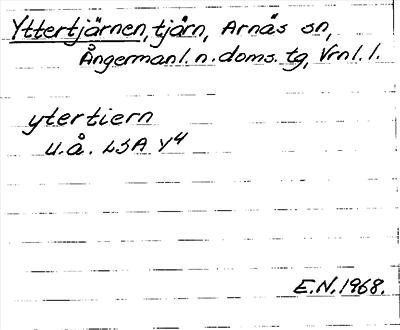 Yttertjärnen, tjärn, Arnäs sn,
Ångermanl. n. doms. tg, Vrnl. l.
ytertiern
u.å. LSA Y4
E.N. 1968.